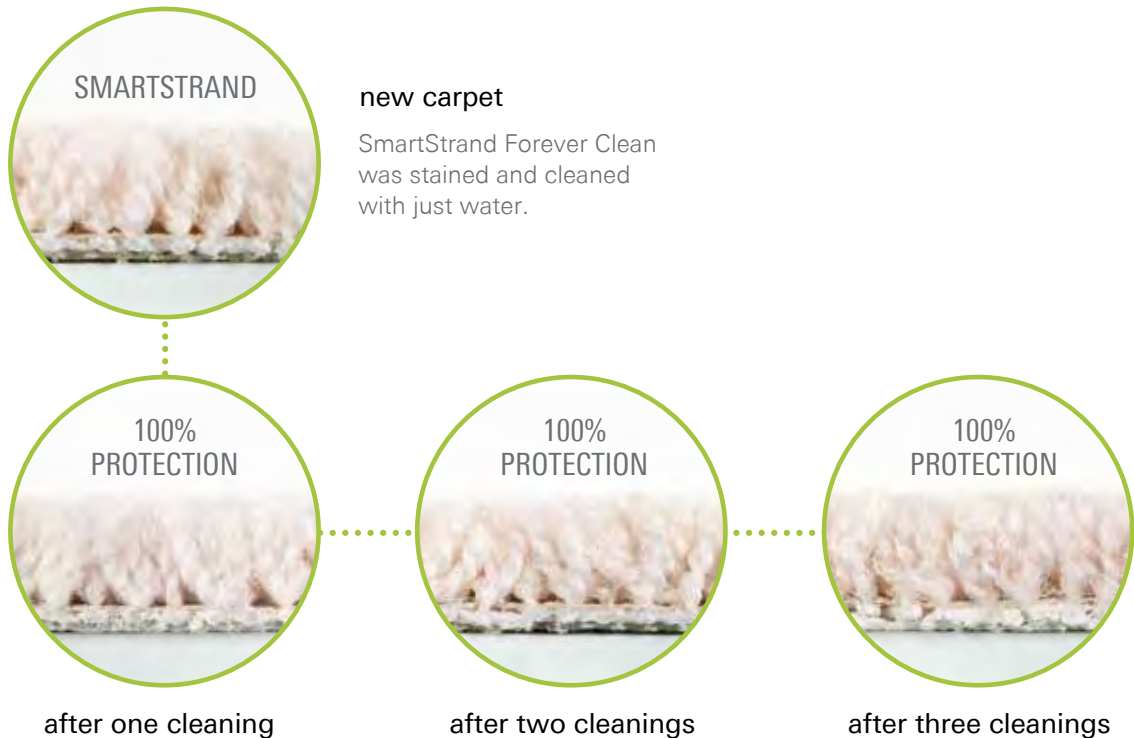 SMARTSTRAND
new carpet
SmartStrand Forever Clean
was stained and cleaned
with just water.
100%
PROTECTION
100%
PROTECTION
100%
PROTECTION
after one cleaning
after two cleanings
after three cleanings